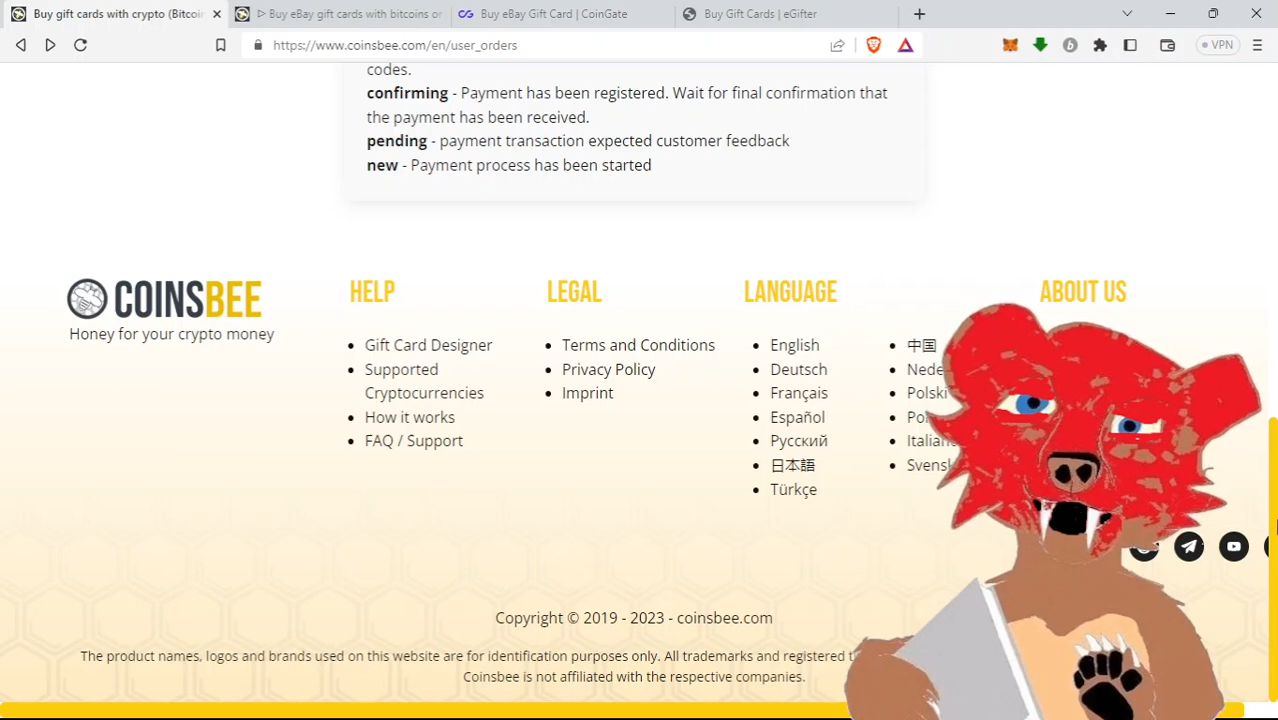 Buy gift cards with crypto (Bitcoin
▷ Buy eBay gift cards with bitcoins or
Buy eBay Gift Card | CoinGate
Buy Gift Cards | eGifter
https://www.coinsbee.com/en/user_orders
VPN
codes.
confirming - Payment has been registered. Wait for final confirmation that
the payment has been received.
pending - payment transaction expected customer feedback
new - Payment process has been started
COINSBEE
Honey for your crypto money
HELP
Gift Card Designer
Supported
Cryptocurrencies
How it works
FAQ / Support
LEGAL
Terms and Conditions
Privacy Policy
Imprint
LANGUAGE
English
Deutsch
Français
Español
Русский
日本語
Türkçe
中国
Nede
Polski
Po
Italian
Svensk
ABOUT US
Copyright © 2019 - 2023 - coinsbee.com
The product names, logos and brands used on this website are for identification purposes only. All trademarks and registered t
Coinsbee is not affiliated with the respective companies.